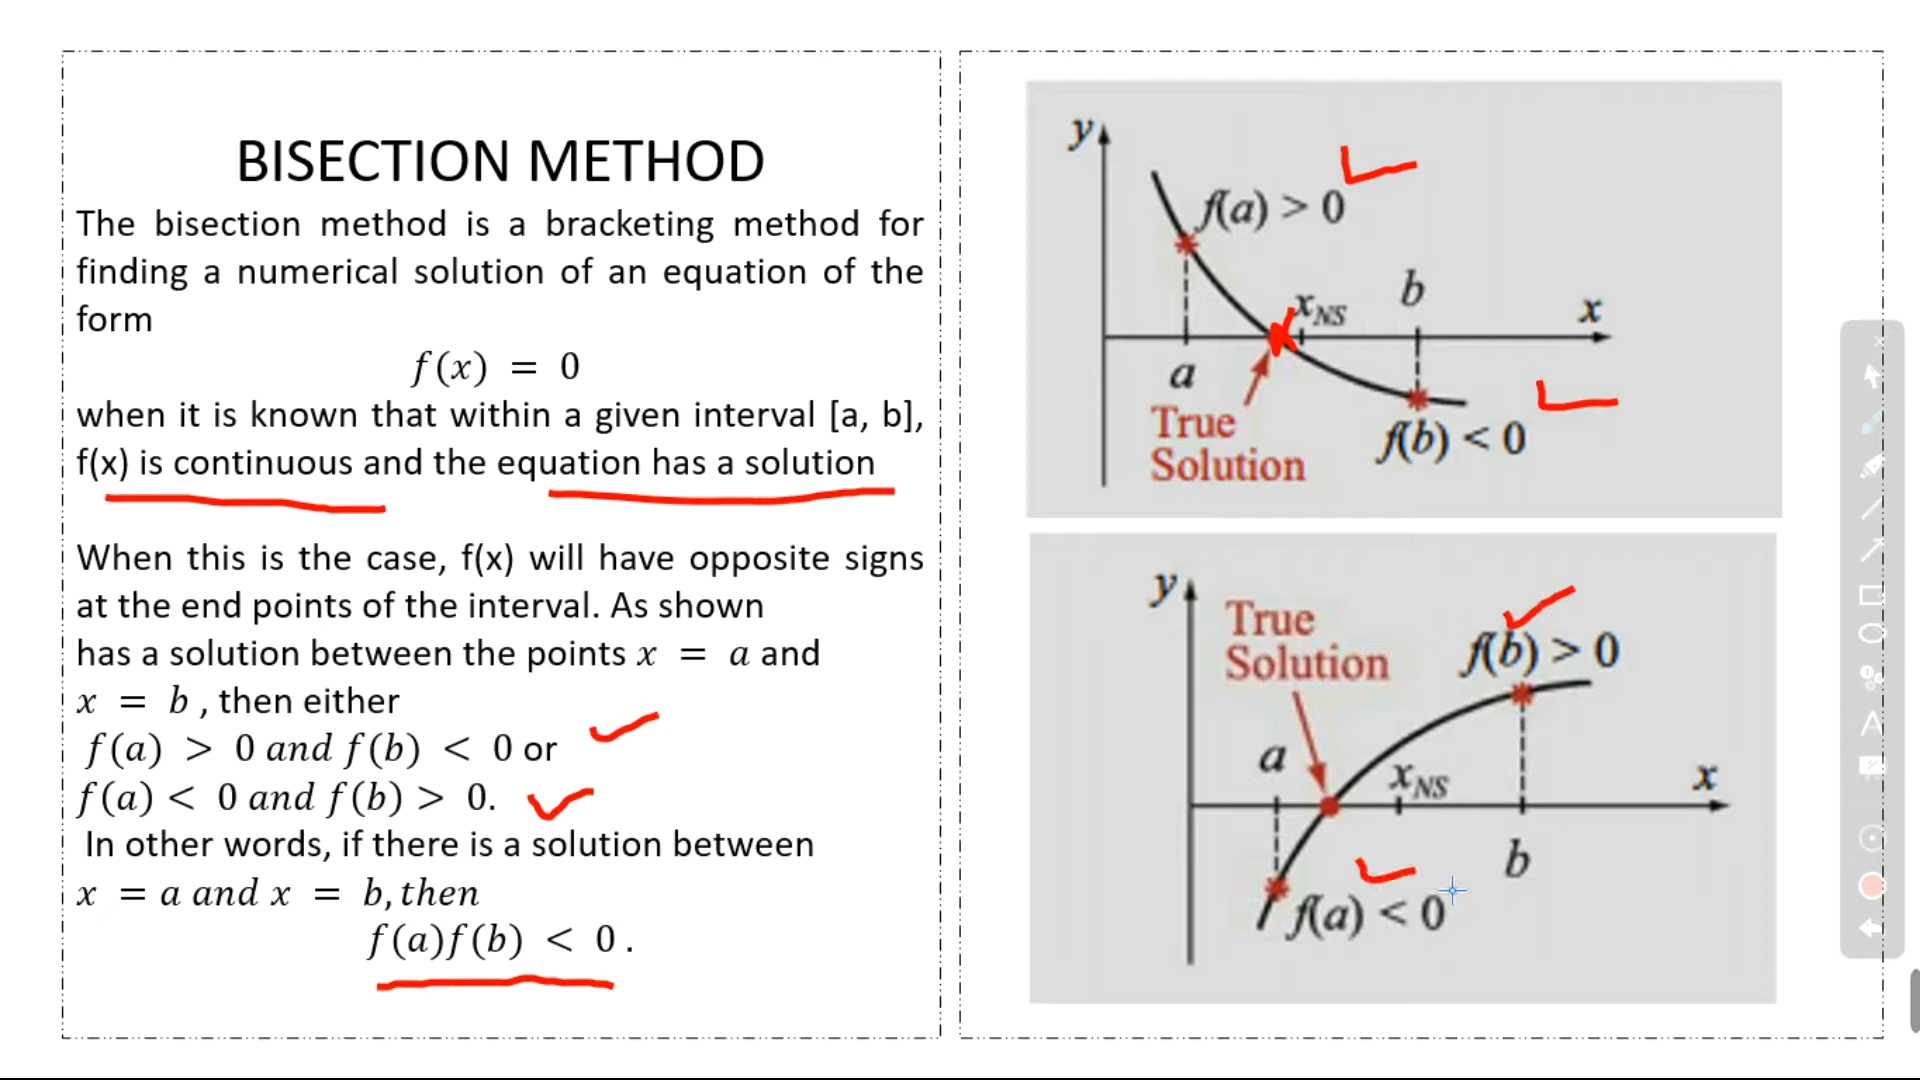 BISECTION METHOD
The bisection method is a bracketing method for
finding a numerical solution of an equation of the
form
f(x) = 0
when it is known that within a given interval [a, b],
f(x) is continuous and the equation has a solution
When this is the case, f(x) will have opposite signs
at the end points of the interval. As shown
has a solution between the points x = a and
x = b , then either
f(a) > 0 and f(b) < 0 or
f(a) < 0 and f(b) > 0.
In other words, if there is a solution between
x = a and x = b, then
f(a)f(b) < 0 .
y
f(a) > 0
x_NS
b
x
a
True
Solution
f(b) < 0
y
True
Solution
f(b) > 0
a
x_NS
x
b
f(a) < 0
A